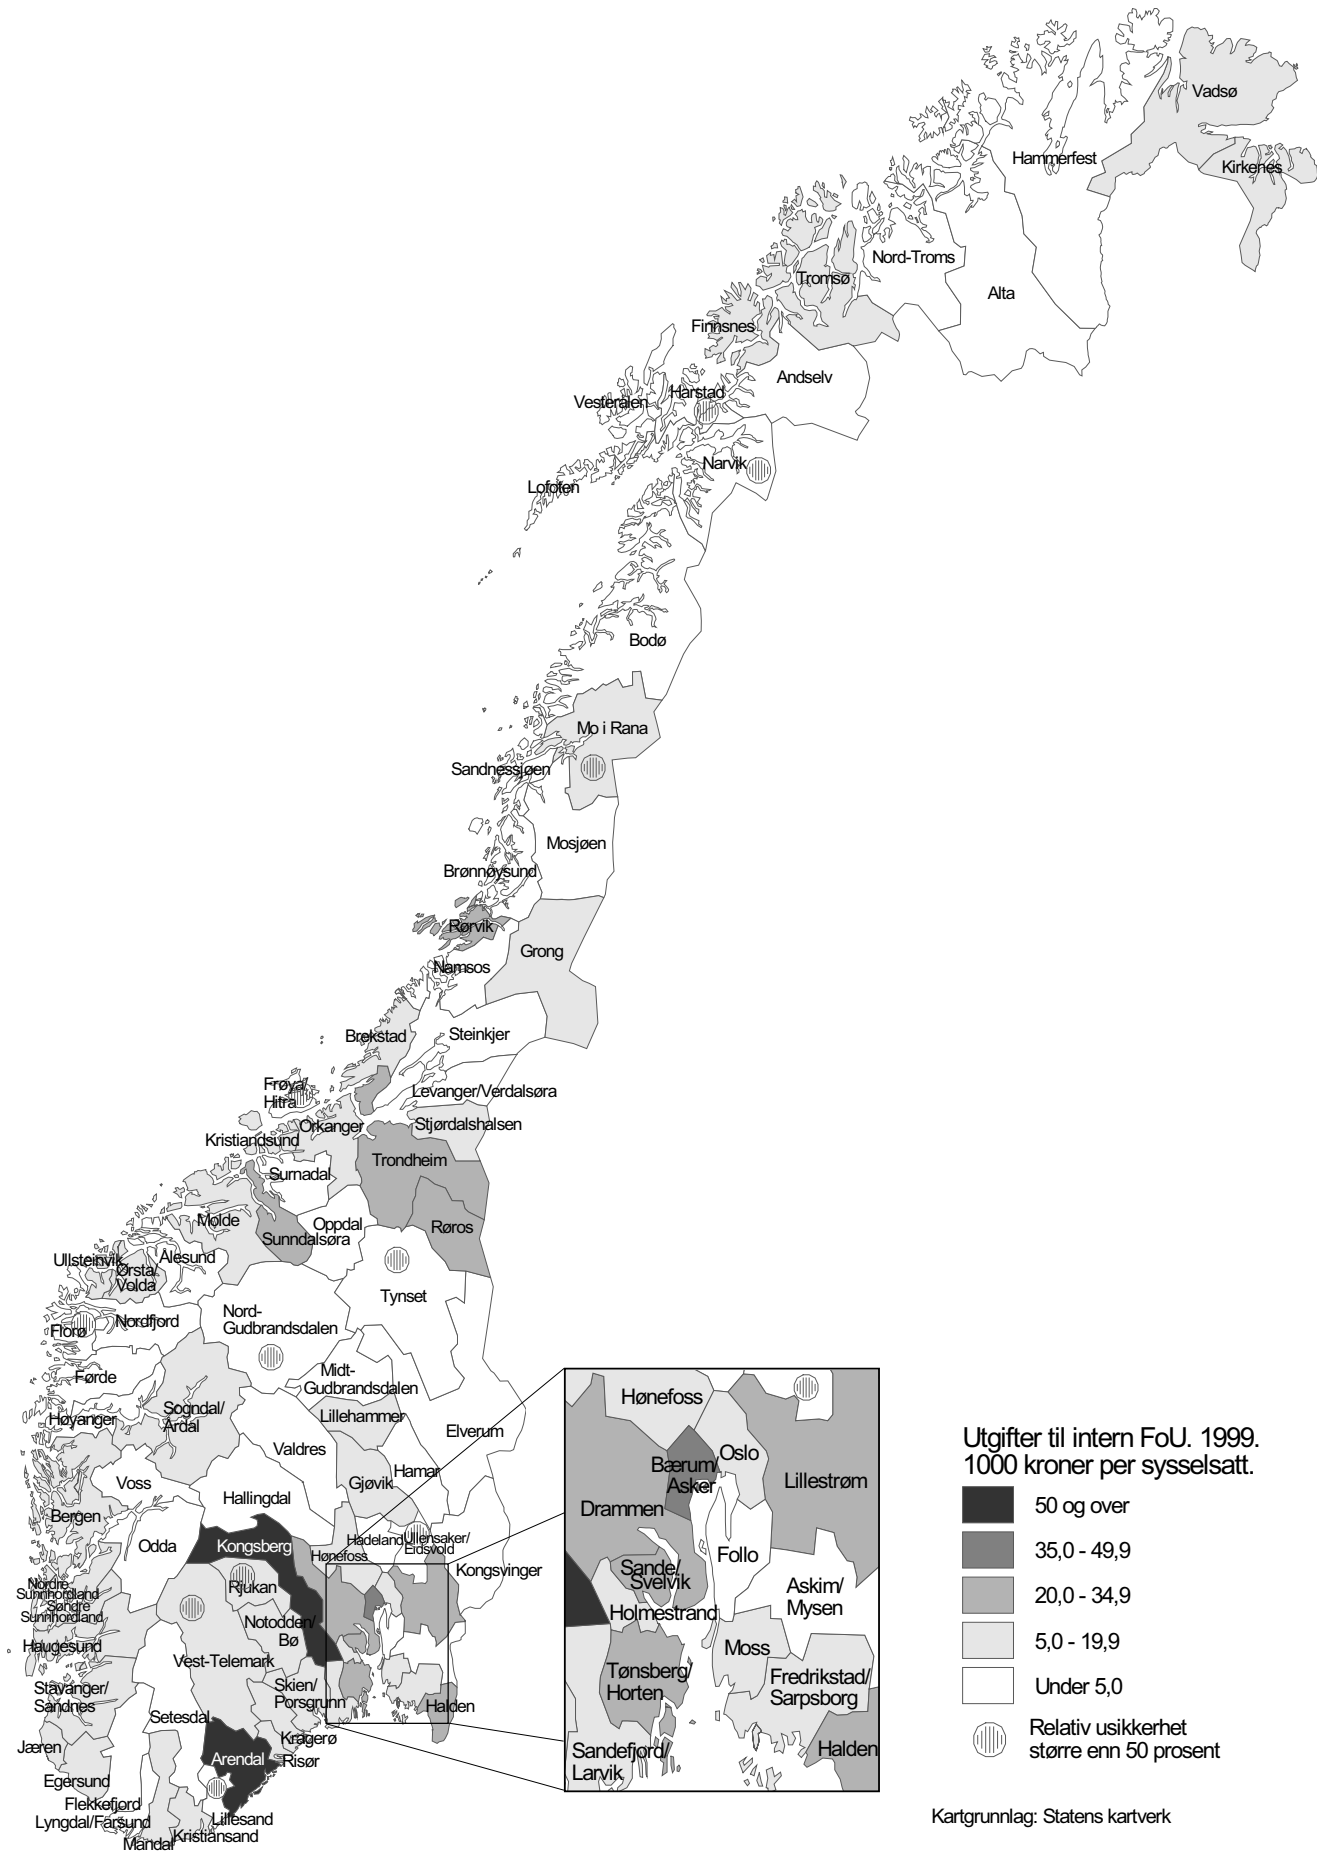 Vadsø
Hammerfest
Kirkenes
Nord-Troms
Tromsø
Alta
Finnsnes
Andselv
Harstad
Vesterålen
Narvik
Lofoten
Bodø
Mo i Rana
Sandnessjøen
Mosjøen
Brønnøysund
Rørvik
Grong
Namsos
Brekstad
Steinkjer
Frøya/
Hitra
Levanger/Verdalsøra
Orkanger
Stjørdalshalsen
Kristiandsund
Trondheim
Surnadal
Molde
Oppdal
Røros
Sunndalsøra
Ullsteinvik
Ålesund
Ørsta/
Volda
Tynset
Nord-
Gudbrandsdalen
Nordfjord
Florø
Midt-
Gudbrandsdalen
Førde
Sogndal/
Årdal
Høyanger
Lillehammer
Elverum
Valdres
Hamar
Voss
Gjøvik
Hallingdal
Bergen
Odda
Kongsberg
Hadeland
Ullensaker/
Eidsvold
Hønefoss
Kongsvinger
Rjukan
Nordre
Sunnhordland
Søndre
Sunnhordland
Notodden/
Bø
Haugesund
Vest-Telemark
Skien/
Porsgrunn
Stavanger/
Sandnes
Halden
Setesdal
Kragerø
Jæren
Arendal
Risør
Egersund
Flekkefjord
Lyngdal/Farsund
Lillesand
Kristiansand
Mandal
Hønefoss
Oslo
Bærum/
Asker
Lillestrøm
Drammen
Follo
Sande/
Svelvik
Askim/
Mysen
Holmestrand
Moss
Tønsberg/
Horten
Fredrikstad/
Sarpsborg
Sandefjord/
Larvik
Halden
Utgifter til intern FoU. 1999.
1000 kroner per sysselsatt.
50 og over
35,0 - 49,9
20,0 - 34,9
5,0 - 19,9
Under 5,0
Relativ usikkerhet
større enn 50 prosent
Kartgrunnlag: Statens kartverk